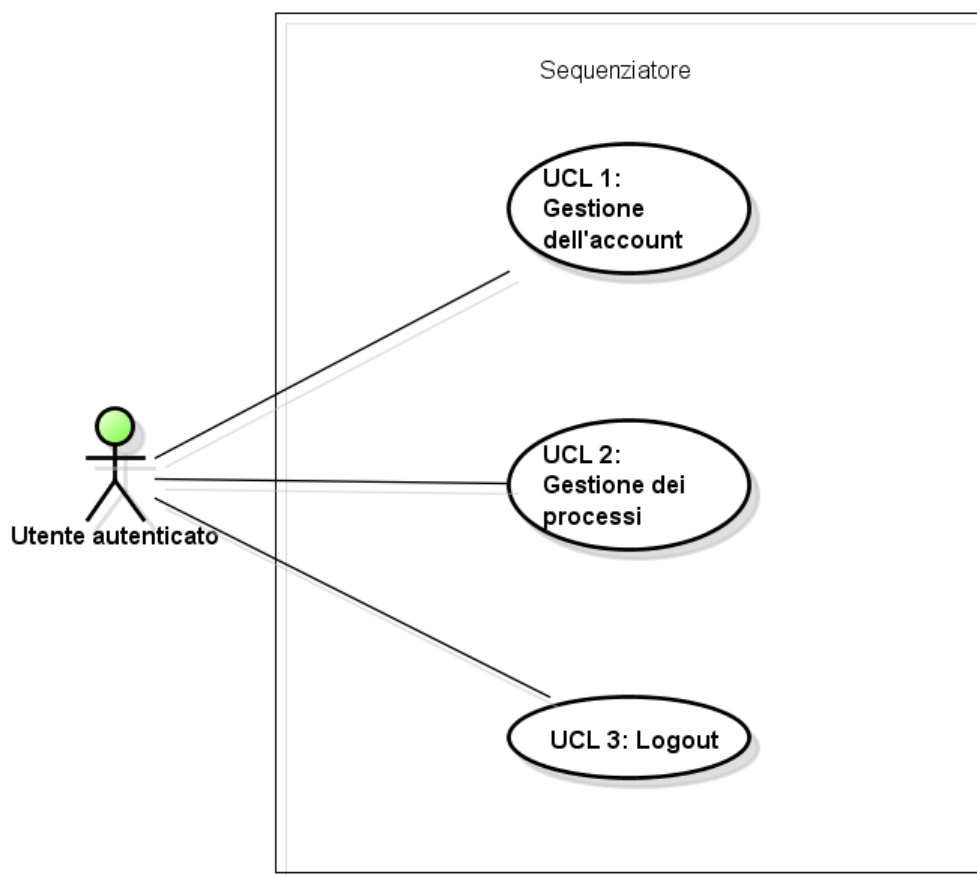 Sequenziatore
UCL 1:
Gestione
dell'account
UCL 2:
Gestione dei
processi
Utente autenticato
UCL 3: Logout